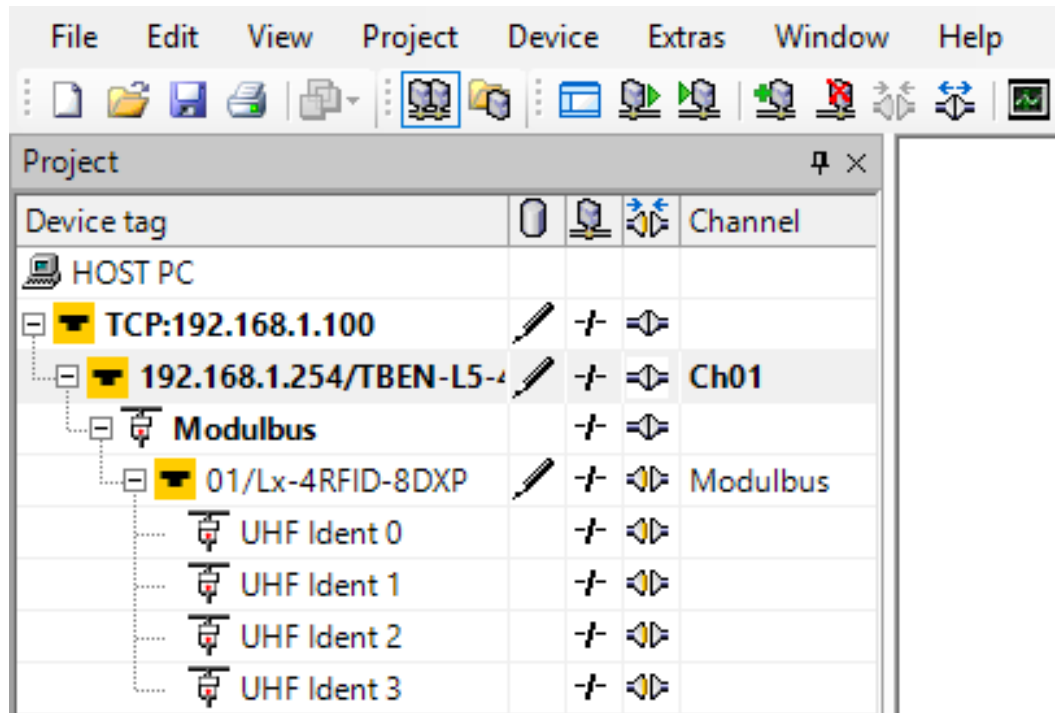 File Edit View Project Device Extras Window Help
Project
Device tag Channel
HOST PC
TCP:192.168.1.100
192.168.1.254/TBEN-L5- Ch01
Modulbus
01/Lx-4RFID-8DXP Modulbus
UHF Ident 0
UHF Ident 1
UHF Ident 2
UHF Ident 3